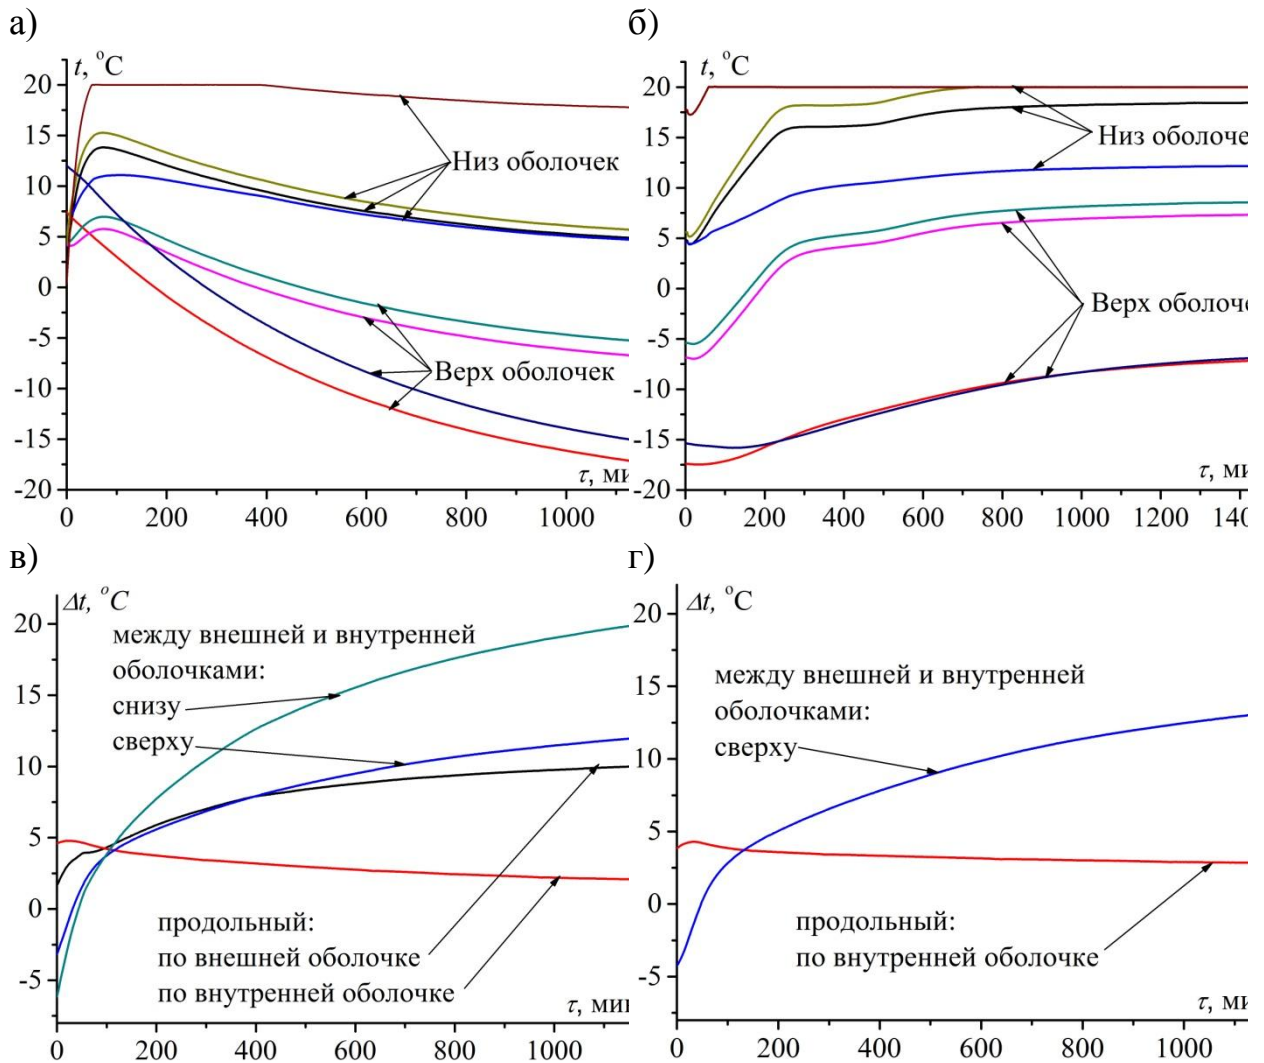 а)
t, °C
20
15
10
5
0
-5
-10
-15
-20
Низ оболочек
Верх оболочек
τ, ми
0 200 400 600 800 1000
б)
t, °C
20
15
10
5
0
-5
-10
-15
-20
Низ оболоче
Верх оболоче
τ, ми
0 200 400 600 800 1000 1200 140
в)
Δt, °C
20
15
10
5
0
-5
между внешней и внутренней
оболочками:
снизу
сверху
продольный:
по внешней оболочке
по внутренней оболочке
τ, ми
0 200 400 600 800 1000
г)
Δt, °C
20
15
10
5
0
-5
между внешней и внутренней
оболочками:
сверху
продольный:
по внутренней оболочке
τ, ми
0 200 400 600 800 1000